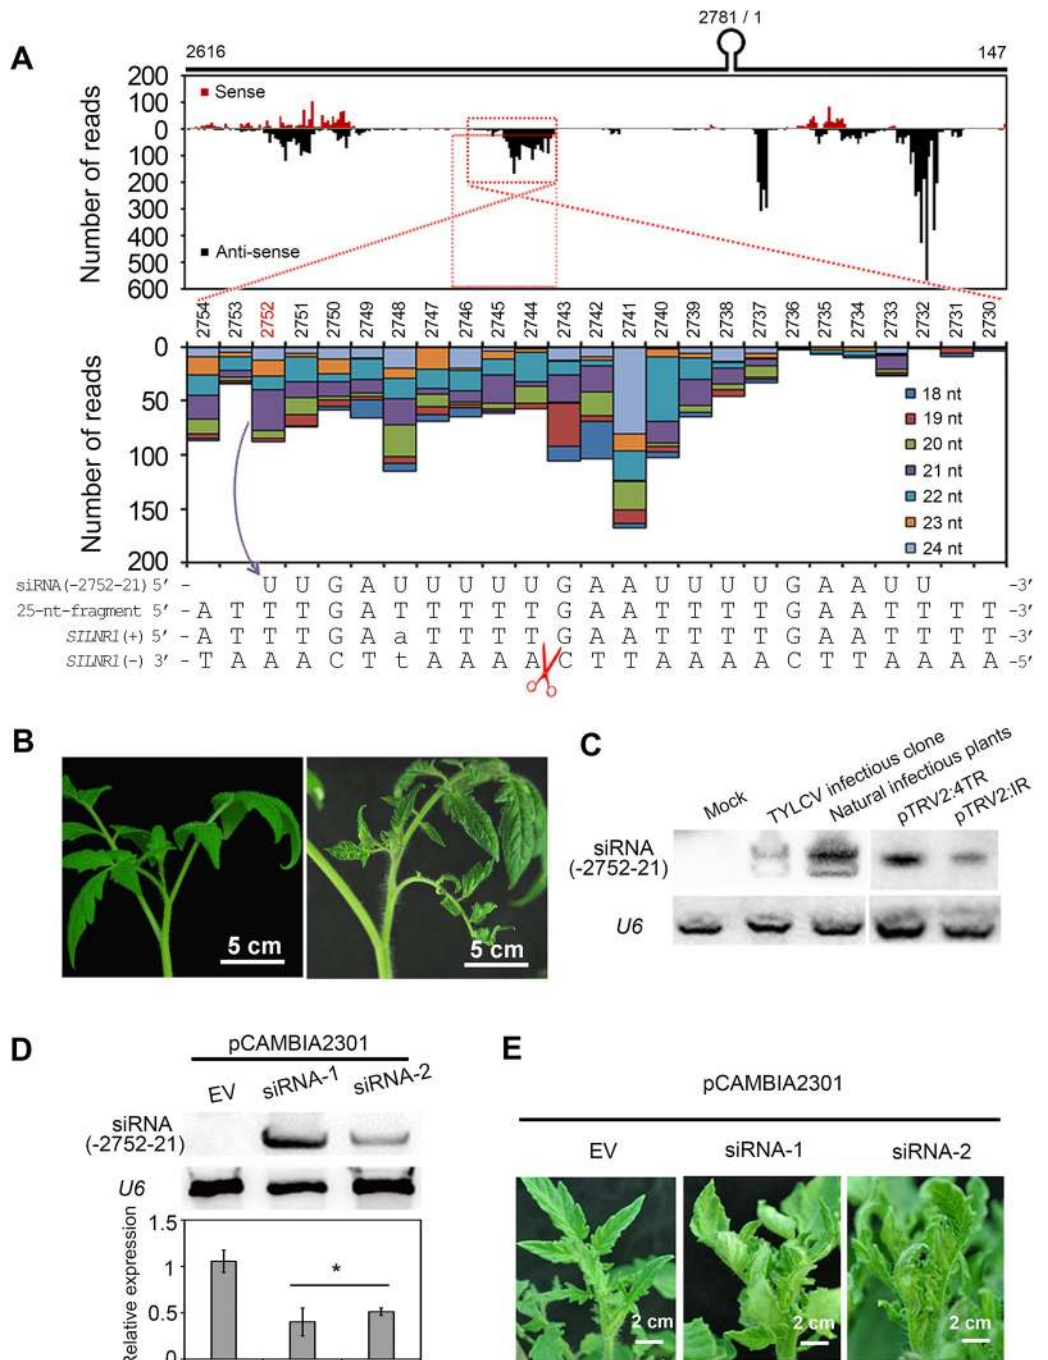 2781 / 1
A
2616
147
200
100
0
100
200
300
400
500
600
Number of reads
Sense
Anti-sense
2754 2753 2752 2751 2750 2749 2748 2747 2746 2745 2744 2743 2742 2741 2740 2739 2738 2737 2736 2735 2734 2733 2732 2731 2730
0
50
100
150
200
Number of reads
18 nt
19 nt
20 nt
21 nt
22 nt
23 nt
24 nt
siRNA(-2752-21) 5′ - U U G A U U U U U G A A U U U U G A A U U -3′
25-nt-fragment 5′ - A T T T G A T T T T T G A A T T T T G A A T T T T -3′
SlLNR1(+) 5′ - A T T T G A a T T T T G A A T T T T G A A T T T T -3′
SlLNR1(-) 3′ - T A A A C T t A A A A C T T A A A A C T T A A A A -5′
B
5 cm
5 cm
C
Mock
TYLCV infectious clone
Natural infectious plants
pTRV2:4TR
pTRV2:IR
siRNA
(-2752-21)
U6
D
pCAMBIA2301
EV
siRNA-1
siRNA-2
siRNA
(-2752-21)
U6
Relative expression
1.5
1
0.5
0
*
E
pCAMBIA2301
EV
siRNA-1
siRNA-2
2 cm
2 cm
2 cm